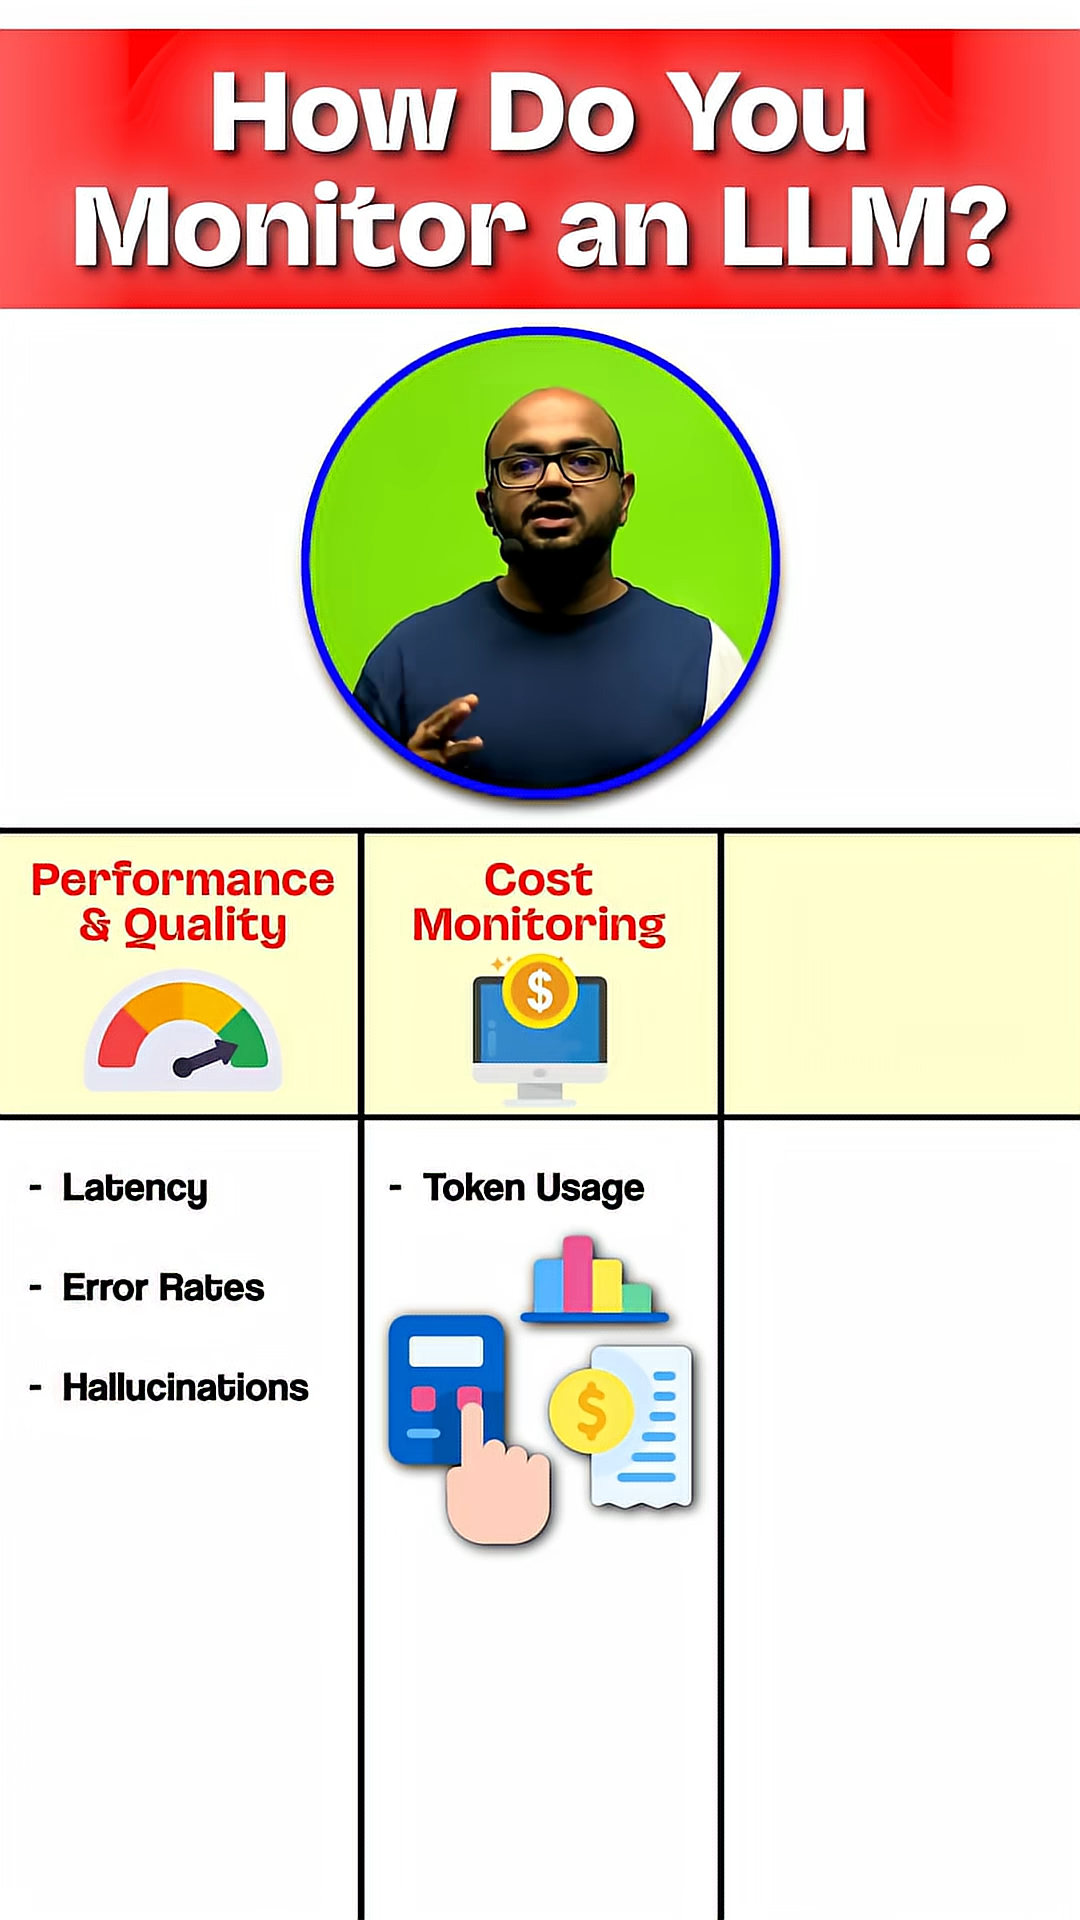 How Do You
Monitor an LLM?
Performance
& Quality
Cost
Monitoring
$
- Latency
- Error Rates
- Hallucinations
- Token Usage
$